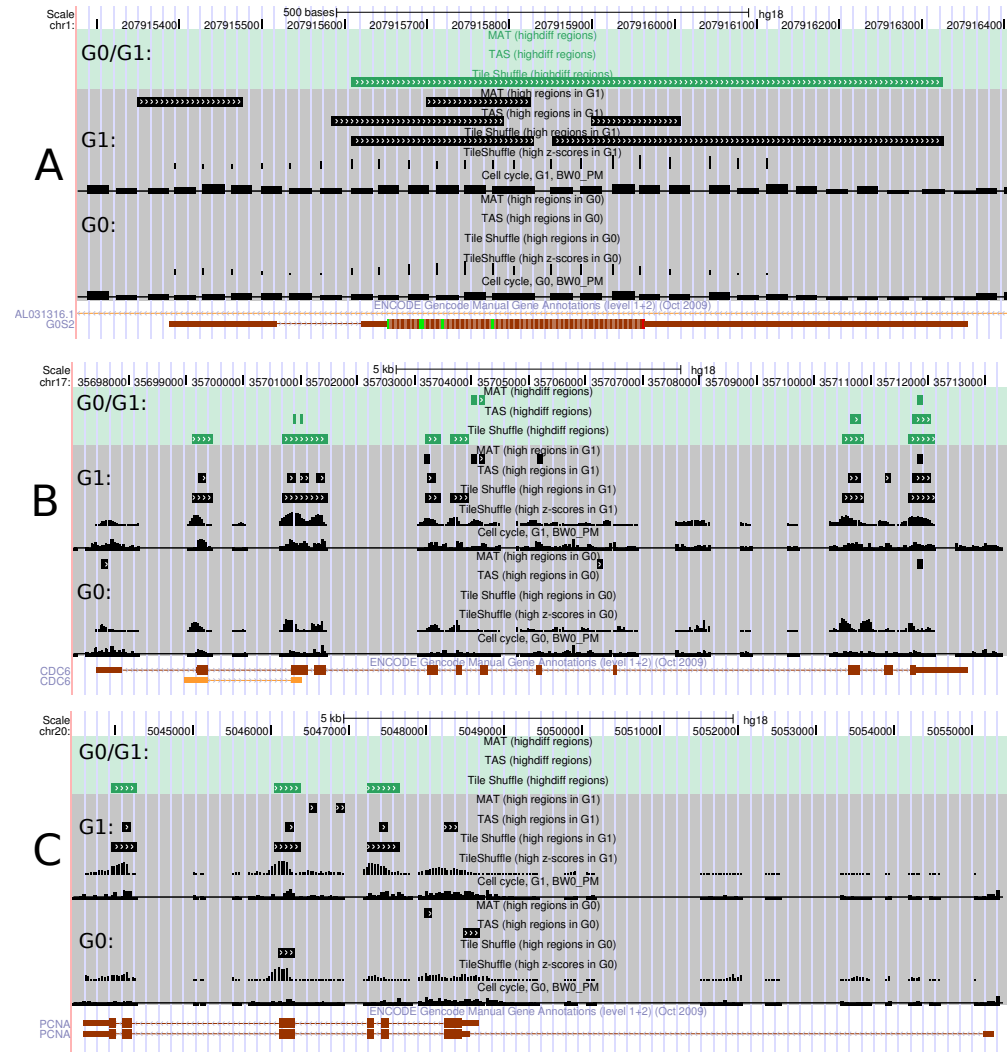 Scale 500 bases hg18
chr1: 207915400 207915500 207915600 207915700 207915800 207915900 207916000 207916100 207916200 207916300 207916400
MAT (highdiff regions)
G0/G1:
TAS (highdiff regions)
Tile Shuffle (highdiff regions)
MAT (high regions in G1)
TAS (high regions in G1)
Tile Shuffle (high regions in G1)
G1:
TileShuffle (high z-scores in G1)
A
Cell cycle, G1, BW0_PM
MAT (high regions in G0)
TAS (high regions in G0)
G0:
Tile Shuffle (high regions in G0)
TileShuffle (high z-scores in G0)
Cell cycle, G0, BW0_PM
ENCODE Gencode Manual Gene Annotations (level 1+2) (Oct 2009)
AL031316.1
G0S2
Scale 5 kb hg18
chr17: 35698000 35699000 35700000 35701000 35702000 35703000 35704000 35705000 35706000 35707000 35708000 35709000 35710000 35711000 35712000 35713000
MAT (highdiff regions)
G0/G1:
TAS (highdiff regions)
Tile Shuffle (highdiff regions)
MAT (high regions in G1)
TAS (high regions in G1)
G1:
Tile Shuffle (high regions in G1)
B
TileShuffle (high z-scores in G1)
Cell cycle, G1, BW0_PM
MAT (high regions in G0)
TAS (high regions in G0)
G0:
Tile Shuffle (high regions in G0)
TileShuffle (high z-scores in G0)
Cell cycle, G0, BW0_PM
ENCODE Gencode Manual Gene Annotations (level 1+2) (Oct 2009)
CDC6
CDC6
Scale 5 kb hg18
chr20: 5045000 5046000 5047000 5048000 5049000 5050000 5051000 5052000 5053000 5054000 5055000
MAT (highdiff regions)
G0/G1:
TAS (highdiff regions)
Tile Shuffle (highdiff regions)
MAT (high regions in G1)
TAS (high regions in G1)
G1:
Tile Shuffle (high regions in G1)
C
TileShuffle (high z-scores in G1)
Cell cycle, G1, BW0_PM
MAT (high regions in G0)
TAS (high regions in G0)
G0:
Tile Shuffle (high regions in G0)
TileShuffle (high z-scores in G0)
Cell cycle, G0, BW0_PM
ENCODE Gencode Manual Gene Annotations (level 1+2) (Oct 2009)
PCNA
PCNA